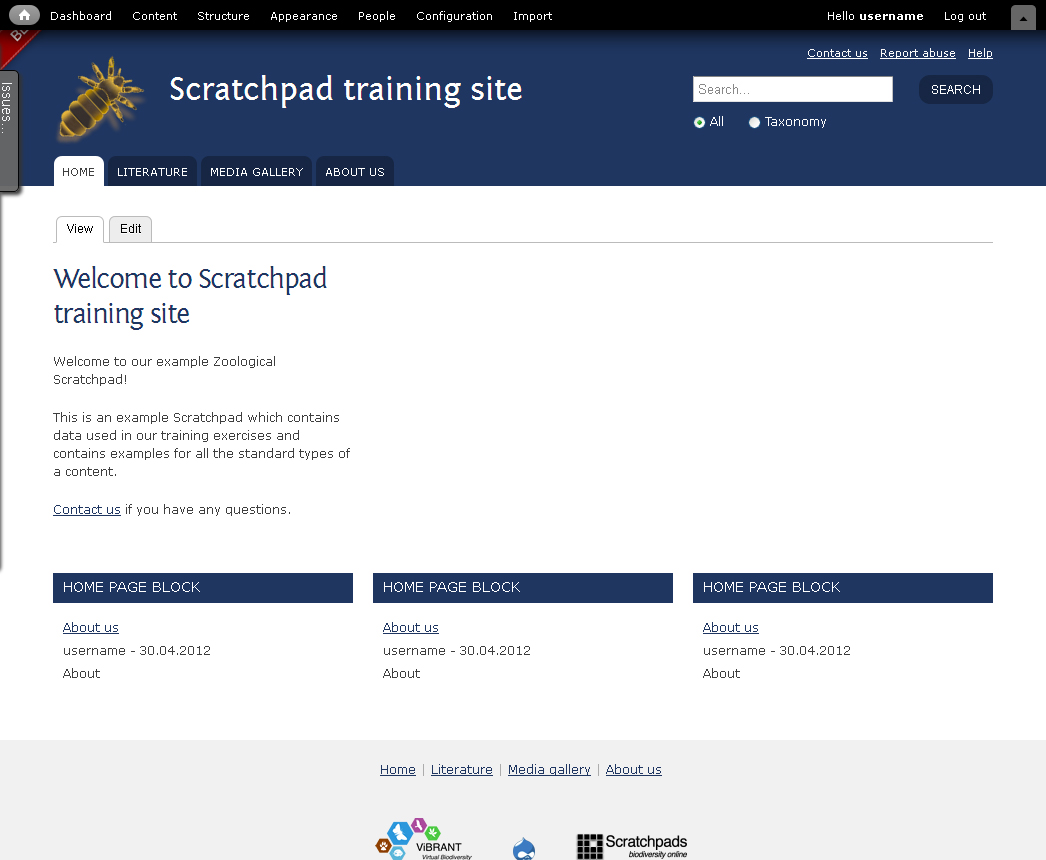 Dashboard Content Structure Appearance People Configuration Import Hello username Log out
Issues...
Contact us Report abuse Help
Scratchpad training site
Search... SEARCH
All Taxonomy
HOME LITERATURE MEDIA GALLERY ABOUT US
View Edit
Welcome to Scratchpad
training site
Welcome to our example Zoological
Scratchpad!
This is an example Scratchpad which contains
data used in our training exercises and
contains examples for all the standard types of
a content.
Contact us if you have any questions.
HOME PAGE BLOCK HOME PAGE BLOCK HOME PAGE BLOCK
About us About us About us
username - 30.04.2012 username - 30.04.2012 username - 30.04.2012
About About About
Home | Literature | Media gallery | About us
ViBRANT
Virtual Biodiversity
Scratchpads
biodiversity online